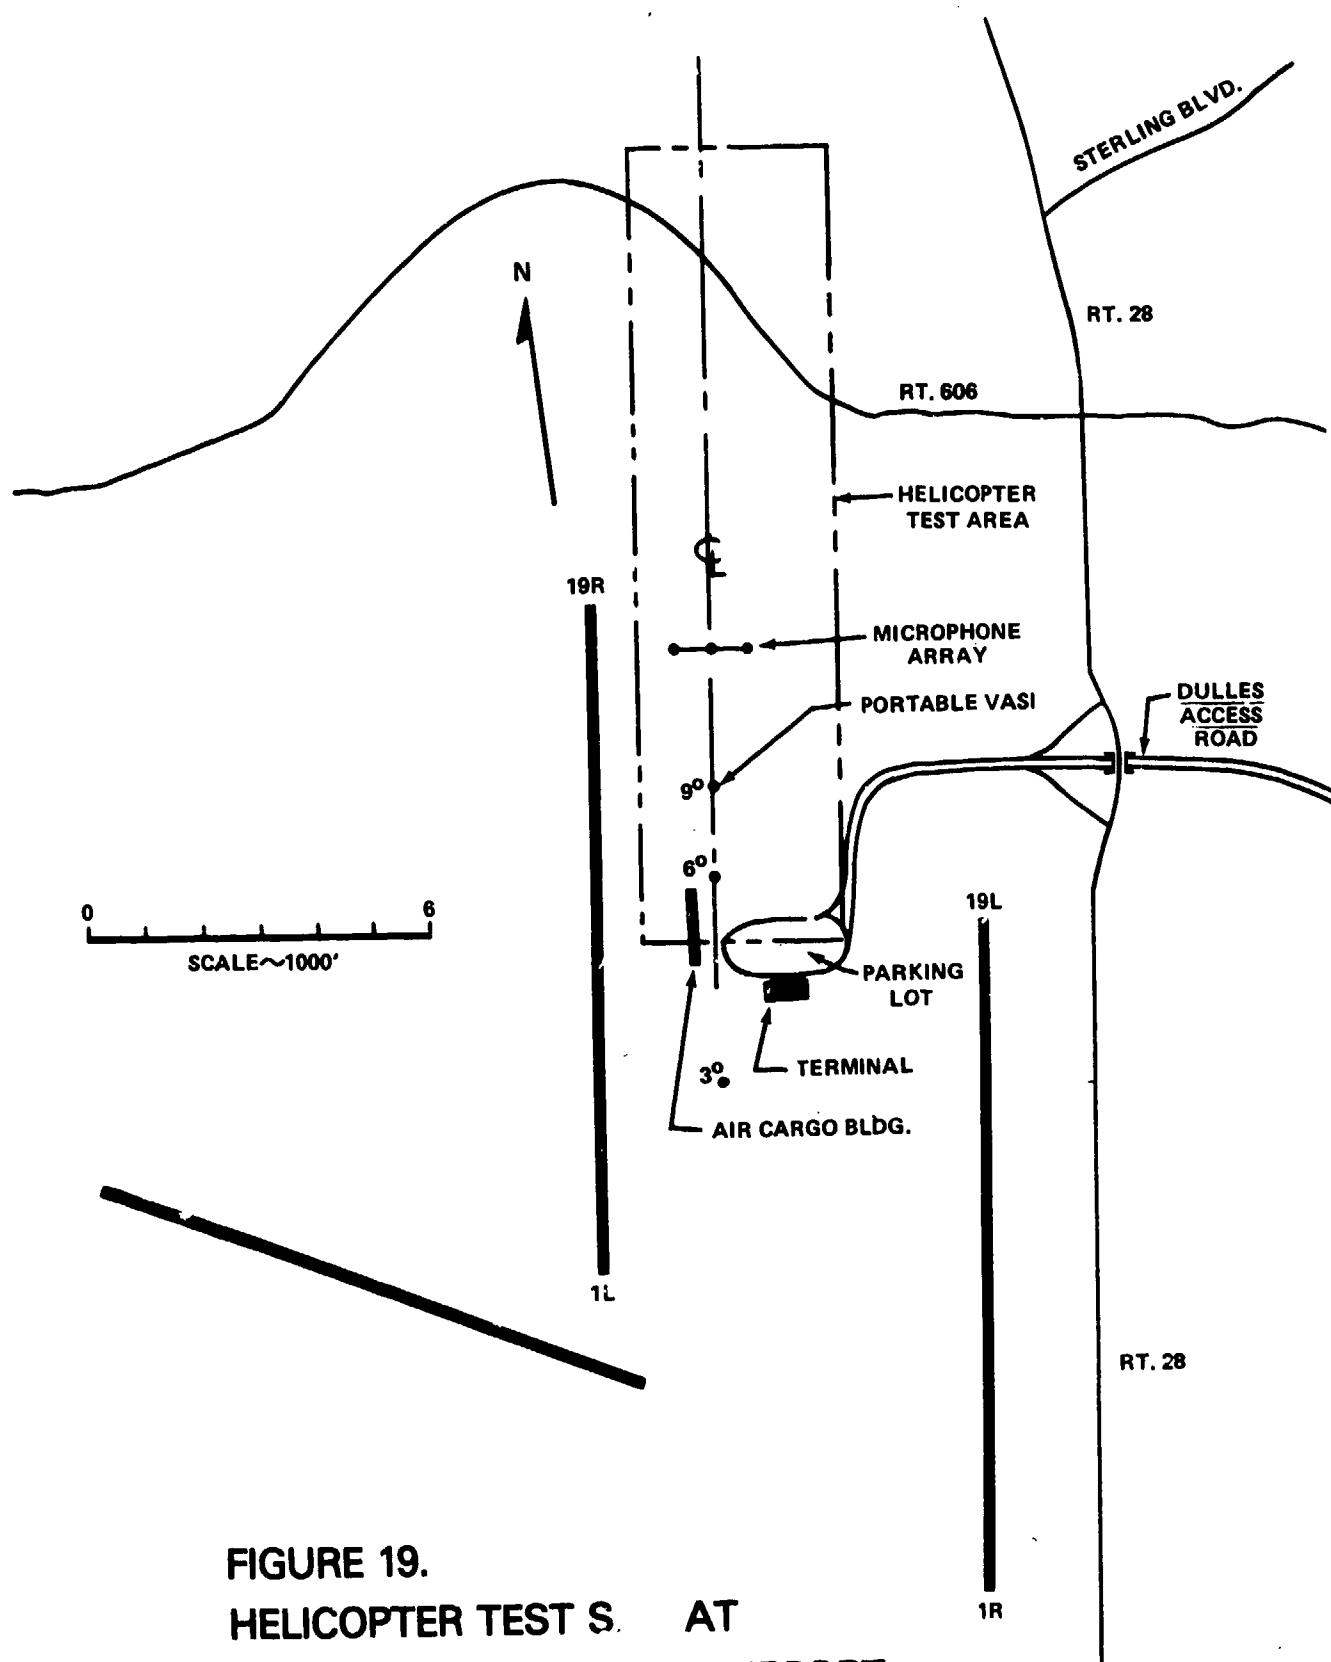 STERLING BLVD.
N
RT. 28
RT. 606
HELICOPTER
TEST AREA
CL
19R
MICROPHONE
ARRAY
DULLES
ACCESS
ROAD
PORTABLE VASI
9°
6°
19L
0 6
SCALE~1000'
PARKING
LOT
TERMINAL
3°
AIR CARGO BLDG.
1L
RT. 28
FIGURE 19.
HELICOPTER TEST S. AT
1R